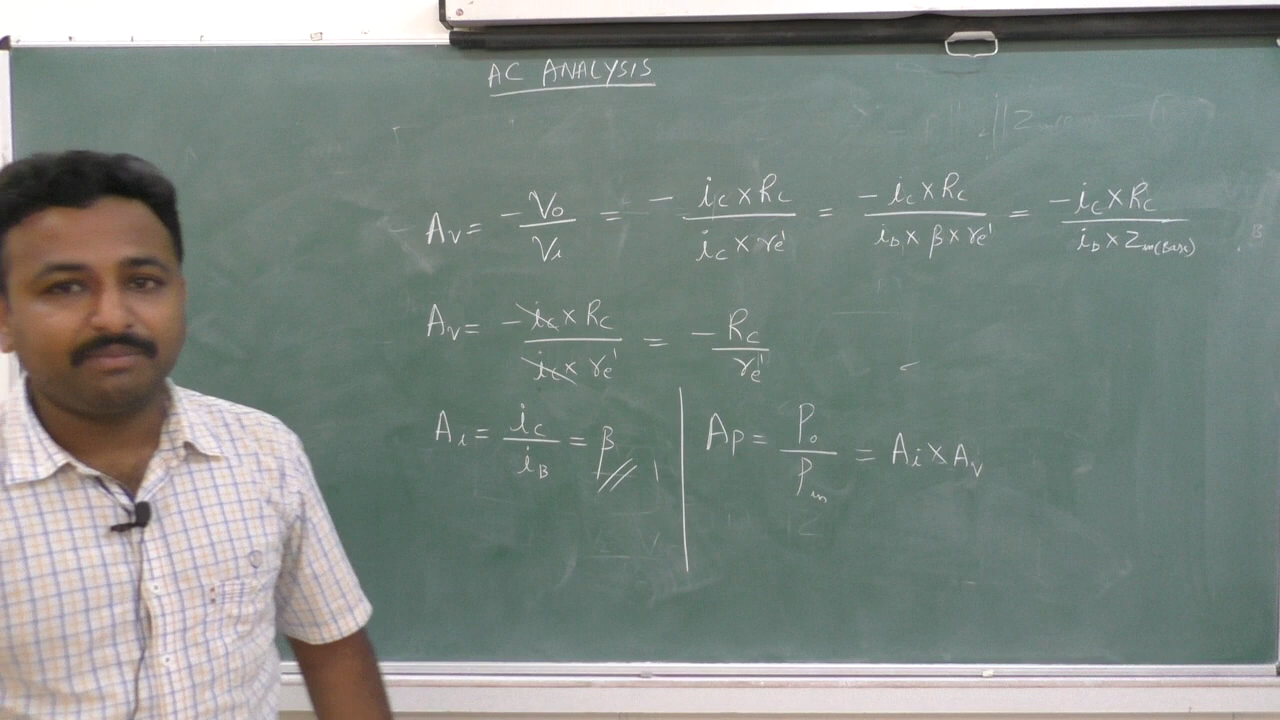 AC ANALYSIS
Av = -Vo/Vi = - ic x Rc / ic x re' = -ic x Rc / ib x β x re' = -ic x Rc / ib x Zin(Base)
Av = -ic x Rc / ic x re' = -Rc / re'
Ai = ic / iB = β
AP = Po / Pin = Ai x Av